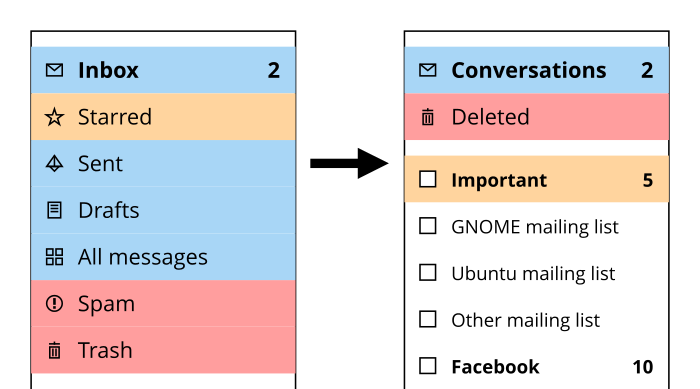 Inbox 2
Starred
Sent
Drafts
All messages
Spam
Trash
Conversations 2
Deleted
Important 5
GNOME mailing list
Ubuntu mailing list
Other mailing list
Facebook 10